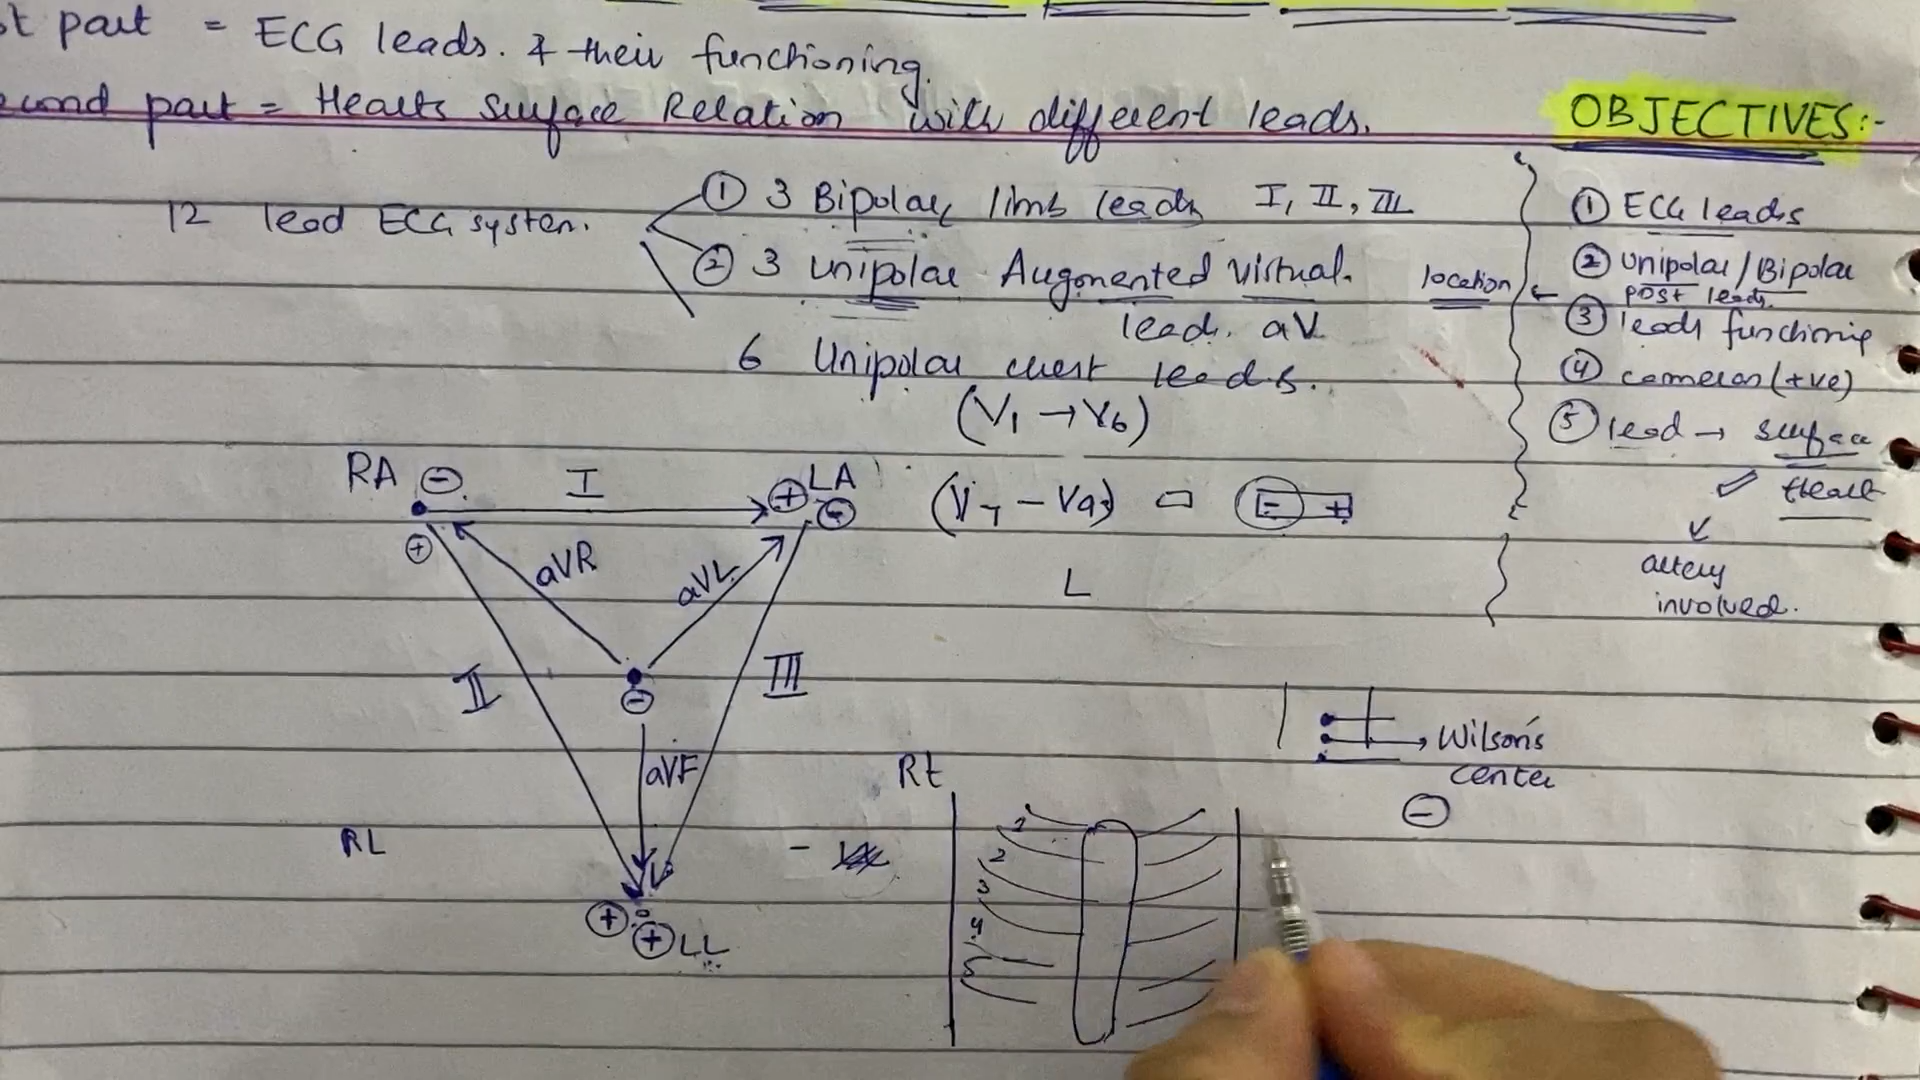 st part = ECG leads. & their functioning.
econd part = Hearts Surface Relation with different leads.
OBJECTIVES:-
12 lead ECG system.
① 3 Bipolar limb leads I, II, III
② 3 unipolar Augmented virtual.
lead. aV
6 Unipolar chest leads.
(V1 → V6)
(V7 - V9) - +
L
location
① ECG leads
② Unipolar/Bipolar
post leads.
③ leads functioning
④ cameras (+ve)
⑤ lead → surface
Heart
artery
involved.
RA - I + LA
-
+ aVR aVL
II III
-
aVF
RL
+ + LL
Wilson's
center
-
Rt
1
2
3
4
5